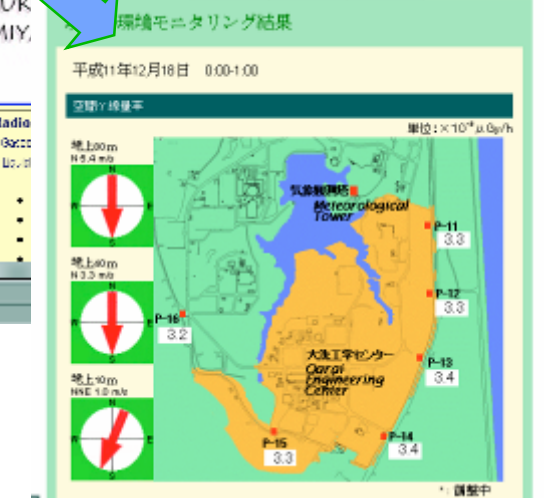 環境モニタリング結果
平成11年12月18日 0:00-1:00
空間γ線量率
単位:×10⁻² μGy/h
地上80m
N 5.4 m/s
N
W
E
S
気象観測塔
Meteorological
Tower
P-11
3.3
地上40m
N 3.3 m/s
N
W
E
S
P-12
3.3
P-16
3.2
大洗工学センター
Oarai
Engineering
Center
P-13
3.4
地上10m
NNE 1.0 m/s
N
W
E
S
P-14
3.4
P-15
3.3
*: 調整中